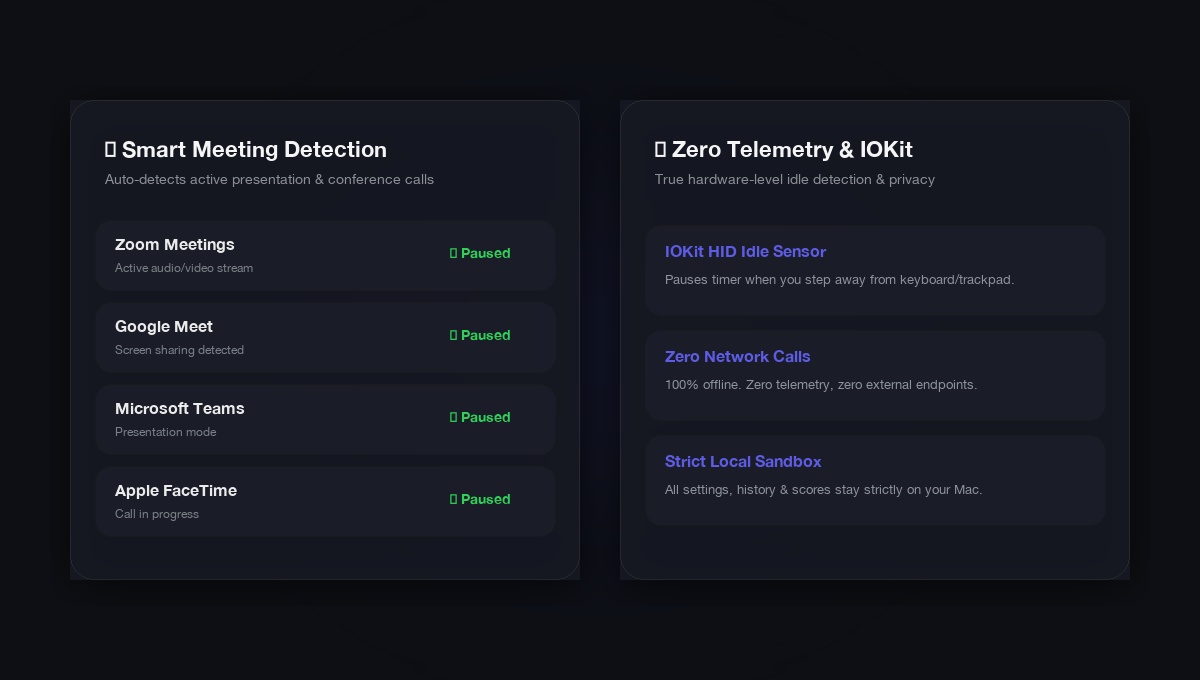 Smart Meeting Detection
Auto-detects active presentation & conference calls
Zoom Meetings
Active audio/video stream
Paused
Google Meet
Screen sharing detected
Paused
Microsoft Teams
Presentation mode
Paused
Apple FaceTime
Call in progress
Paused
Zero Telemetry & IOKit
True hardware-level idle detection & privacy
IOKit HID Idle Sensor
Pauses timer when you step away from keyboard/trackpad.
Zero Network Calls
100% offline. Zero telemetry, zero external endpoints.
Strict Local Sandbox
All settings, history & scores stay strictly on your Mac.